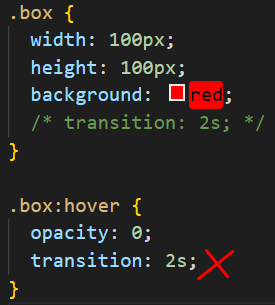 .box {
width: 100px;
height: 100px;
background: red;
/* transition: 2s; */
}
.box:hover {
opacity: 0;
transition: 2s;
}